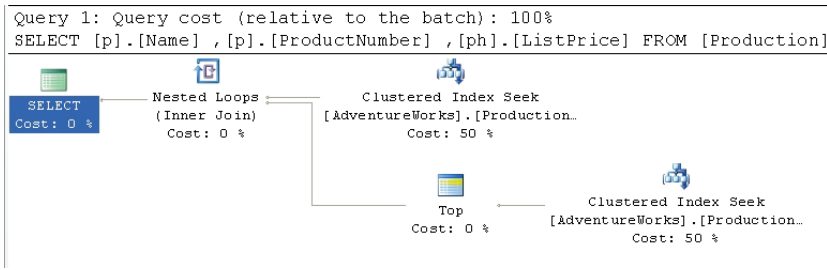 Query 1: Query cost (relative to the batch): 100%
SELECT [p].[Name] ,[p].[ProductNumber] ,[ph].[ListPrice] FROM [Production]
SELECT
Cost: 0 %
Nested Loops
(Inner Join)
Cost: 0 %
Clustered Index Seek
[AdventureWorks].[Production…
Cost: 50 %
Top
Cost: 0 %
Clustered Index Seek
[AdventureWorks].[Production…
Cost: 50 %